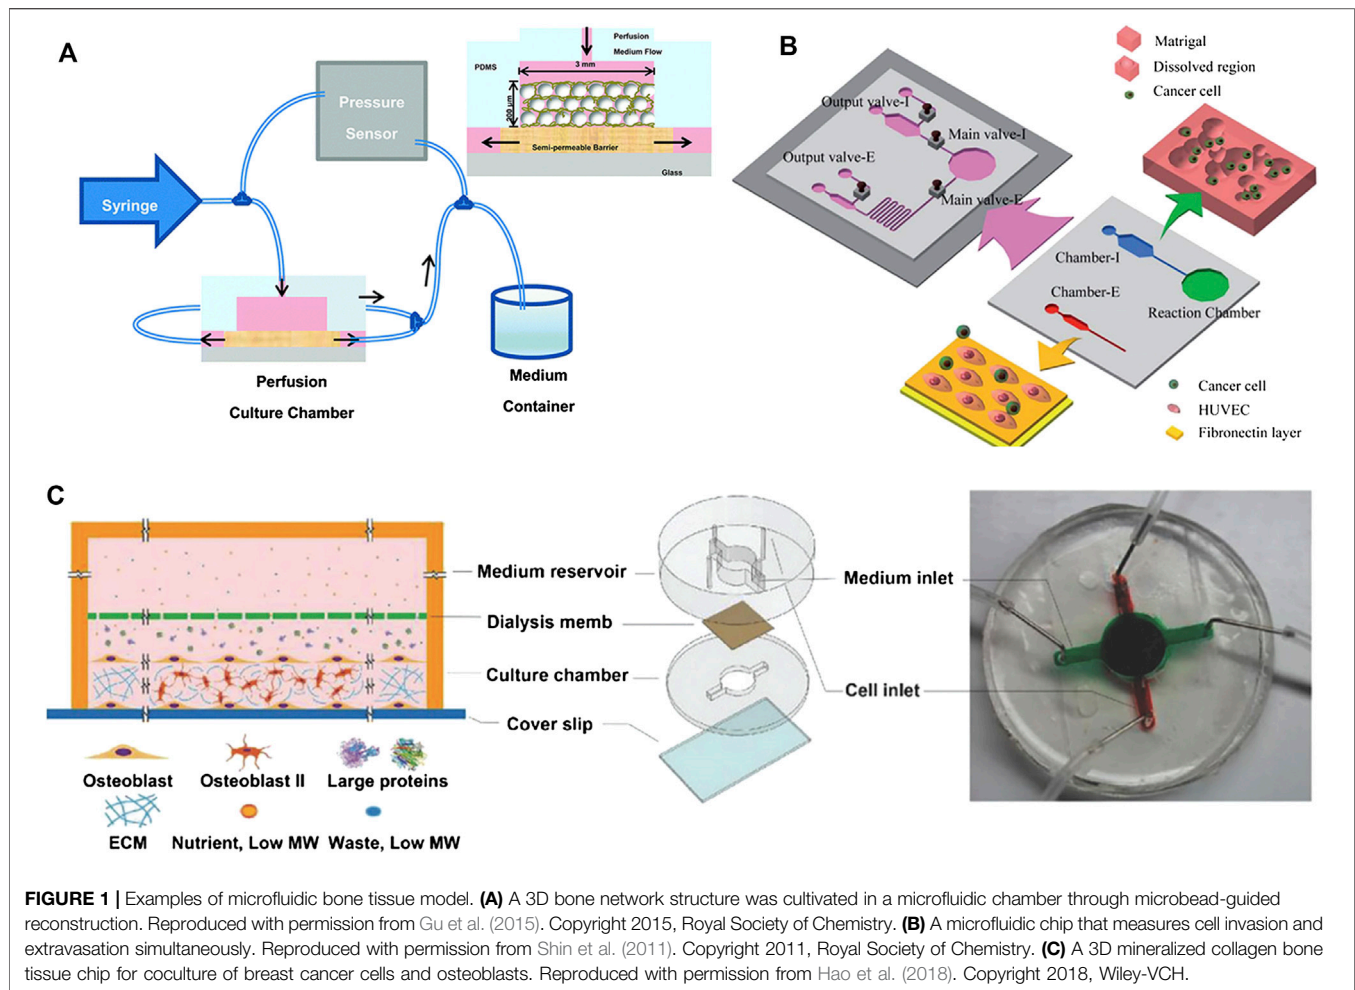 A
Pressure
Sensor
Syringe
Perfusion
Culture Chamber
Medium
Container
Perfusion
Medium Flow
PDMS
3 mm
200 μm
Semi-permeable Barrier
Glass
B
Matrigal
Dissolved region
Cancer cell
Output valve-I
Main valve-I
Output valve-E
Main valve-E
Chamber-I
Chamber-E
Reaction Chamber
Cancer cell
HUVEC
Fibronectin layer
C
Medium reservoir
Dialysis memb
Culture chamber
Cover slip
Medium inlet
Cell inlet
Osteoblast
Osteoblast II
Large proteins
ECM
Nutrient, Low MW
Waste, Low MW
FIGURE 1 | Examples of microfluidic bone tissue model. (A) A 3D bone network structure was cultivated in a microfluidic chamber through microbead-guided
reconstruction. Reproduced with permission from Gu et al. (2015). Copyright 2015, Royal Society of Chemistry. (B) A microfluidic chip that measures cell invasion and
extravasation simultaneously. Reproduced with permission from Shin et al. (2011). Copyright 2011, Royal Society of Chemistry. (C) A 3D mineralized collagen bone
tissue chip for coculture of breast cancer cells and osteoblasts. Reproduced with permission from Hao et al. (2018). Copyright 2018, Wiley-VCH.